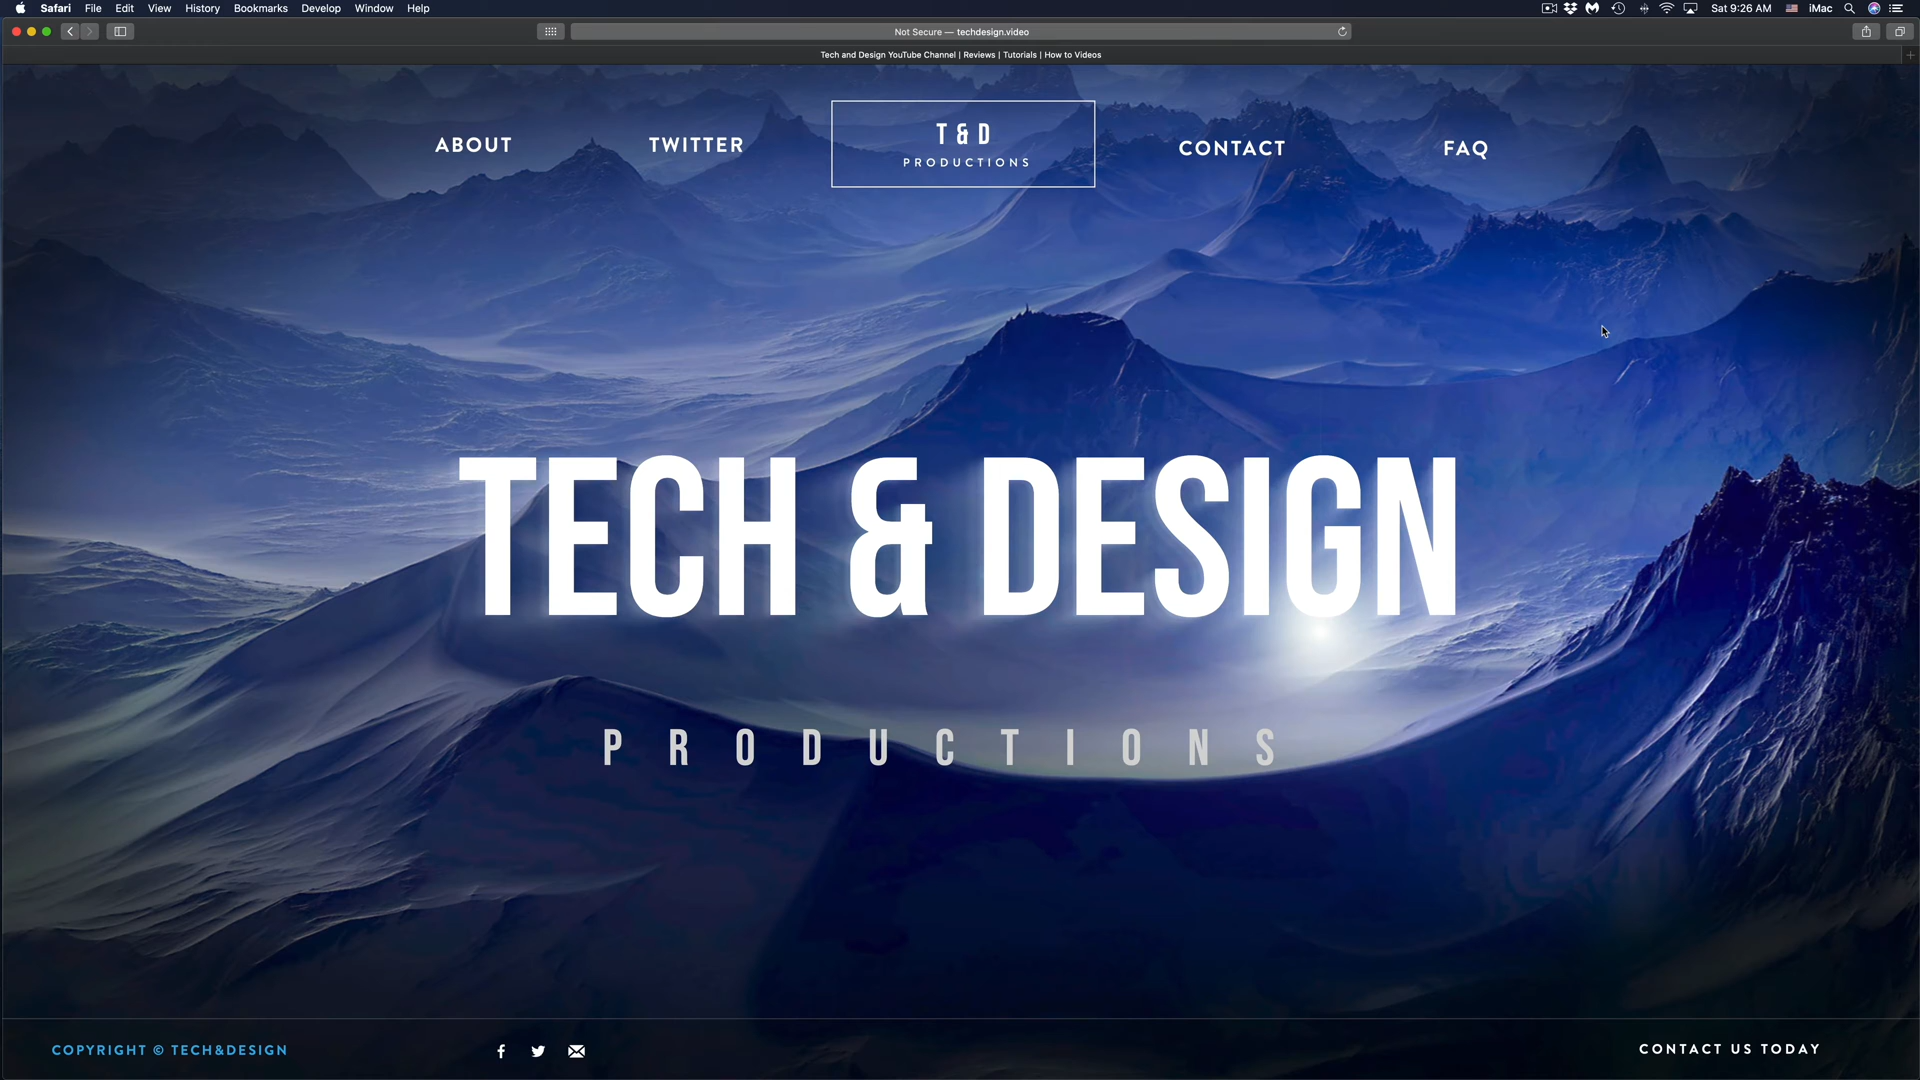 Safari File Edit View History Bookmarks Develop Window Help Sat 9:26 AM iMac
Not Secure — techdesign.video
Tech and Design YouTube Channel | Reviews | Tutorials | How to Videos
ABOUT
TWITTER
T & D
PRODUCTIONS
CONTACT
FAQ
TECH & DESIGN
PRODUCTIONS
COPYRIGHT © TECH&DESIGN
CONTACT US TODAY